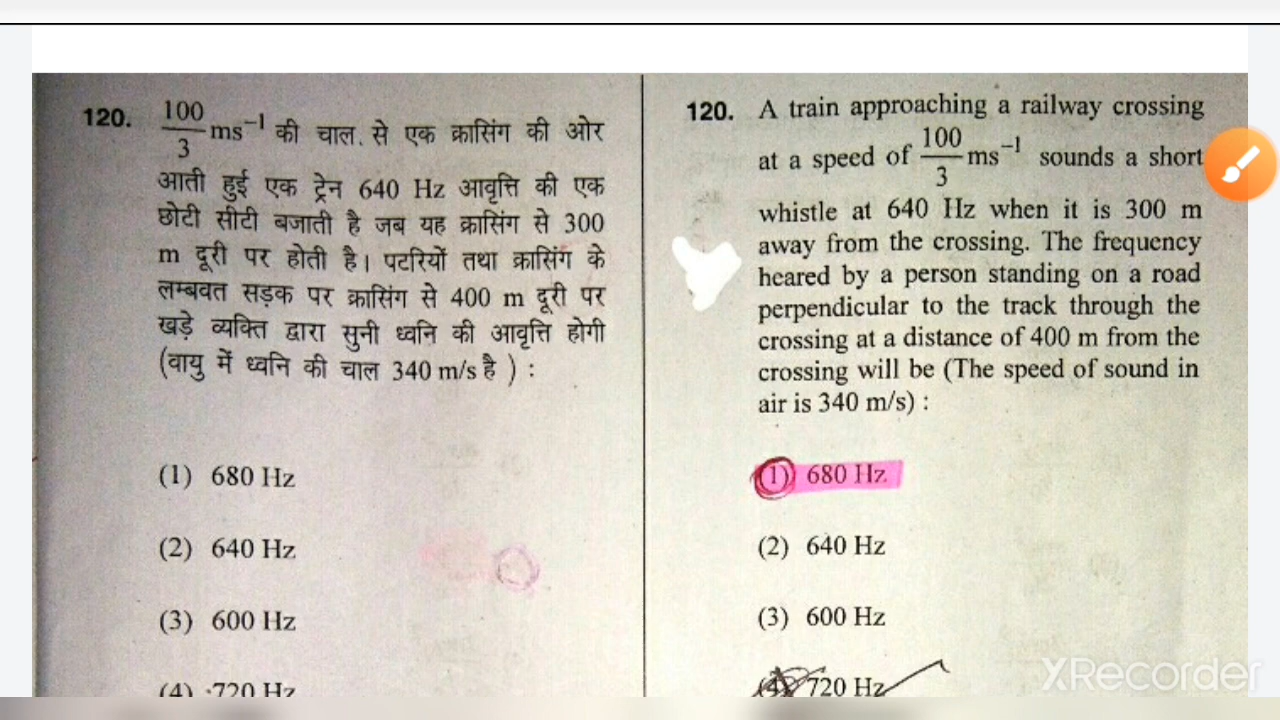 120. 100/3 ms⁻¹ की चाल. से एक क्रासिंग की ओर
आती हुई एक ट्रेन 640 Hz आवृत्ति की एक
छोटी सीटी बजाती है जब यह क्रासिंग से 300
m दूरी पर होती है। पटरियों तथा क्रासिंग के
लम्बवत सड़क पर क्रासिंग से 400 m दूरी पर
खड़े व्यक्ति द्वारा सुनी ध्वनि की आवृत्ति होगी
(वायु में ध्वनि की चाल 340 m/s है ) :
(1) 680 Hz
(2) 640 Hz
(3) 600 Hz
(4) 720 Hz
120. A train approaching a railway crossing
at a speed of 100/3 ms⁻¹ sounds a short
whistle at 640 Hz when it is 300 m
away from the crossing. The frequency
heared by a person standing on a road
perpendicular to the track through the
crossing at a distance of 400 m from the
crossing will be (The speed of sound in
air is 340 m/s) :
(1) 680 Hz
(2) 640 Hz
(3) 600 Hz
(4) 720 Hz
XRecorder